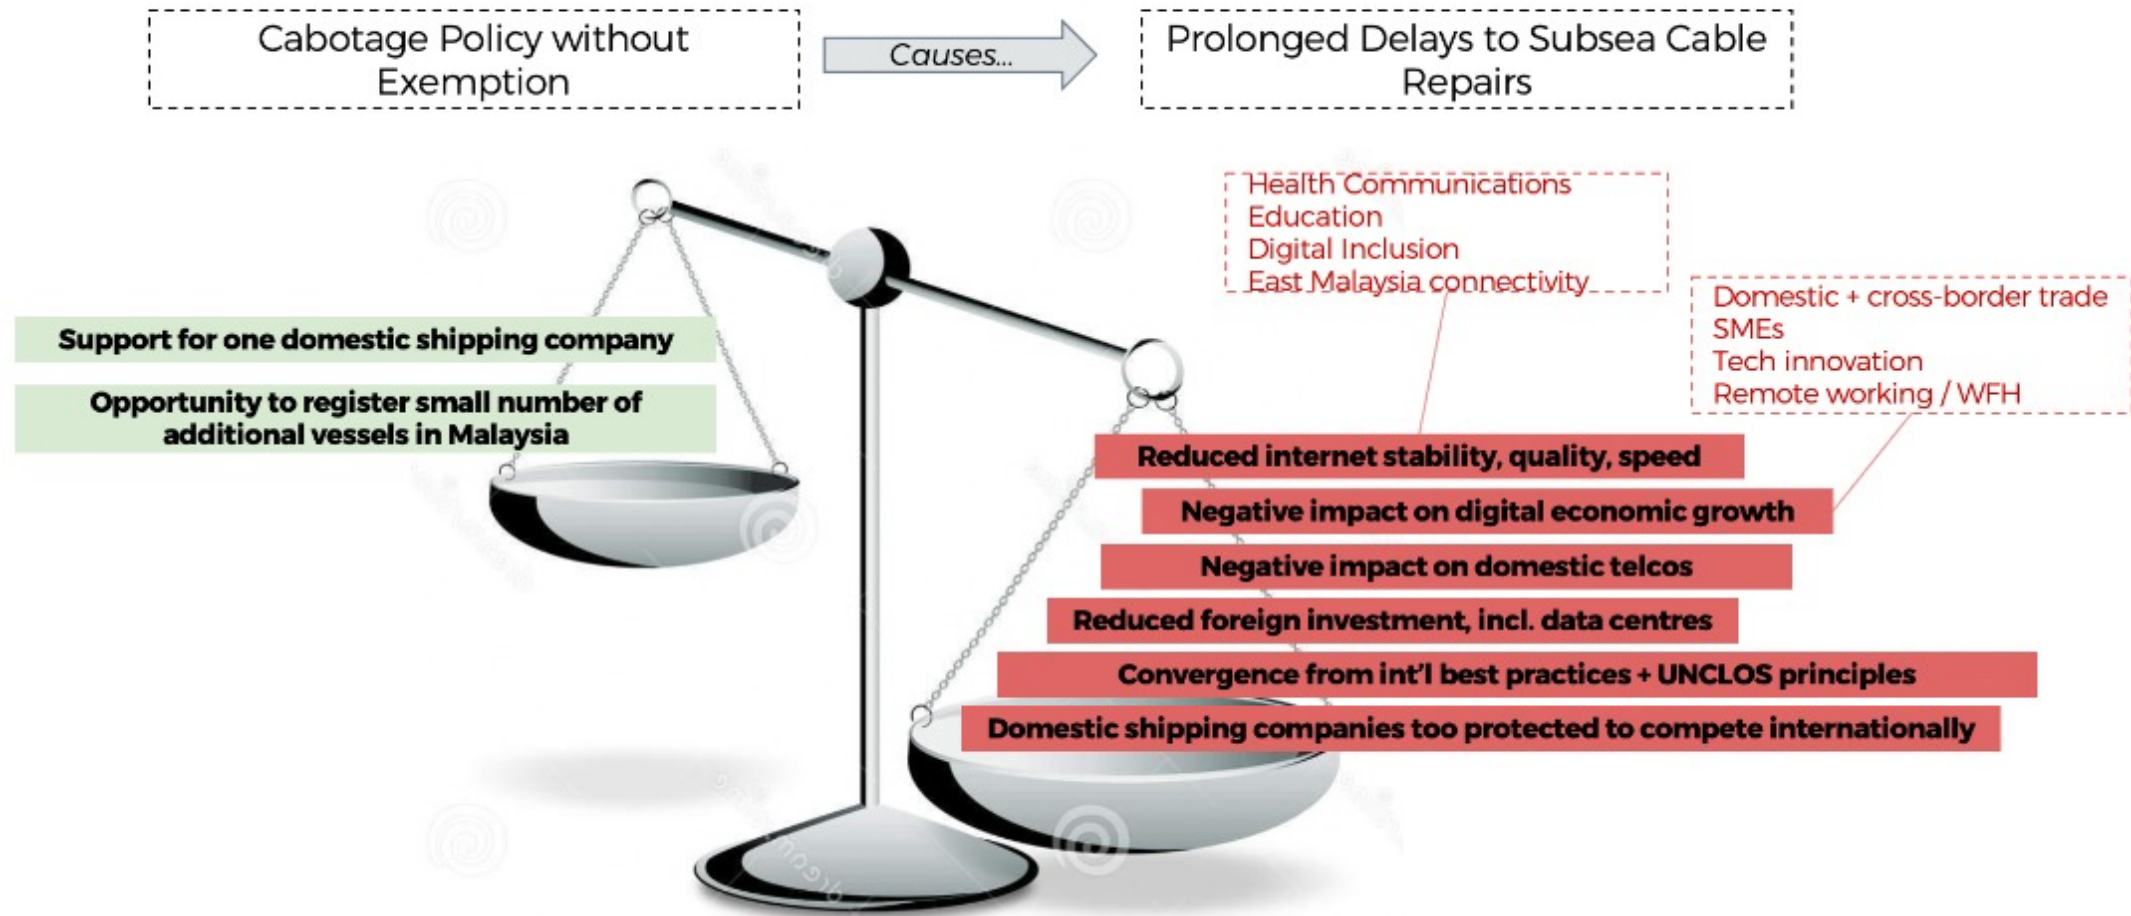 Cabotage Policy without
Exemption
Causes...
Prolonged Delays to Subsea Cable
Repairs
Support for one domestic shipping company
Opportunity to register small number of
additional vessels in Malaysia
Health Communications
Education
Digital Inclusion
East Malaysia connectivity
Domestic + cross-border trade
SMEs
Tech innovation
Remote working / WFH
Reduced internet stability, quality, speed
Negative impact on digital economic growth
Negative impact on domestic telcos
Reduced foreign investment, incl. data centres
Convergence from int'l best practices + UNCLOS principles
Domestic shipping companies too protected to compete internationally